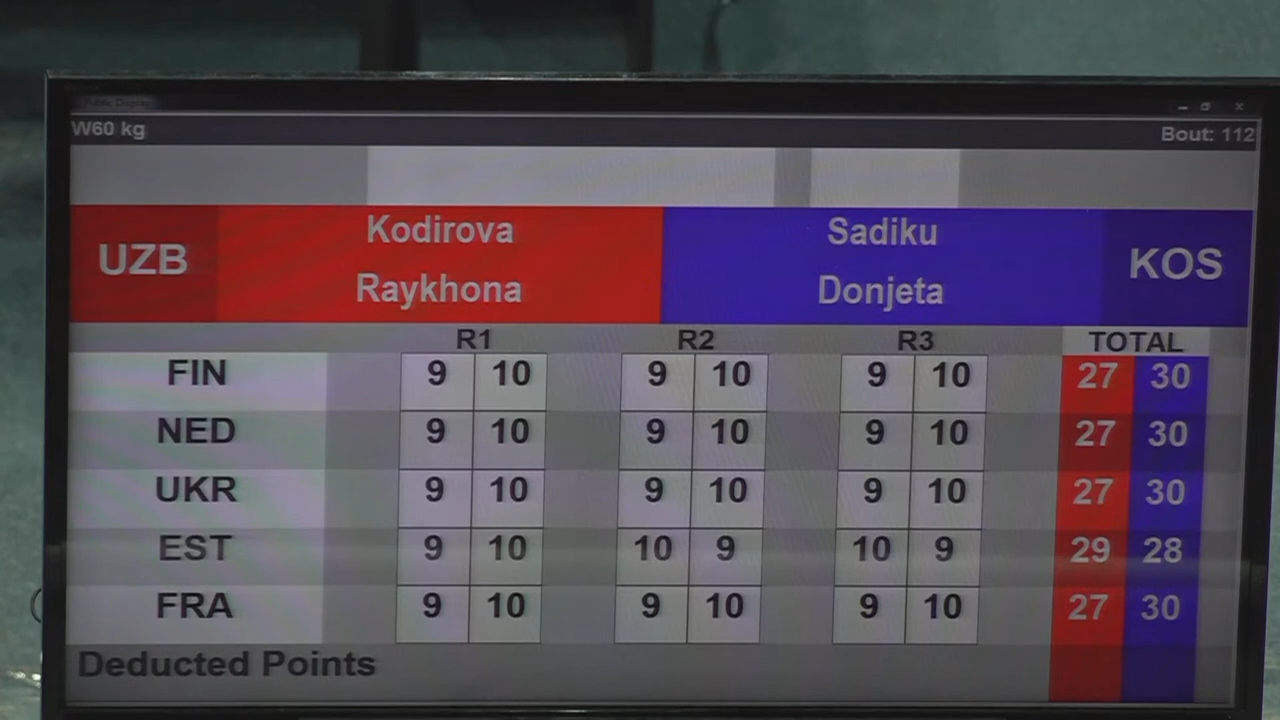 Public Display
W60 kg
Bout: 112
UZB Kodirova Raykhona Sadiku Donjeta KOS
R1 R2 R3 TOTAL
FIN 9 10 9 10 9 10 27 30
NED 9 10 9 10 9 10 27 30
UKR 9 10 9 10 9 10 27 30
EST 9 10 10 9 10 9 29 28
FRA 9 10 9 10 9 10 27 30
Deducted Points